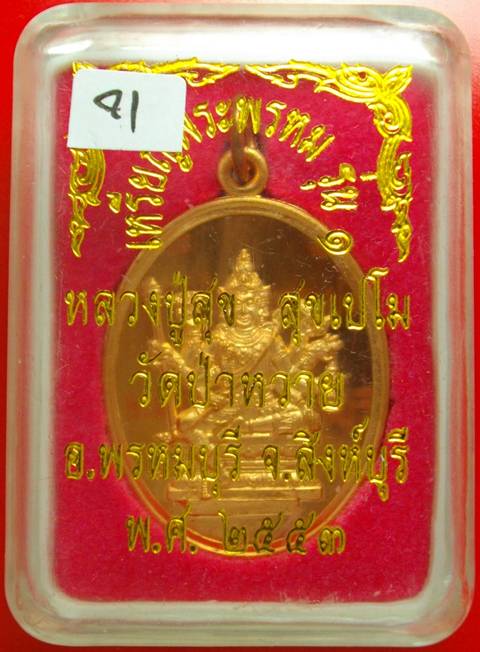 41
เหรียญพระพรหม รุ่น ๑
หลวงปู่สุข สุขเปโม
วัดป่าหวาย
อ.พรหมบุรี จ.สิงห์บุรี
พ.ศ. ๒๕๕๓